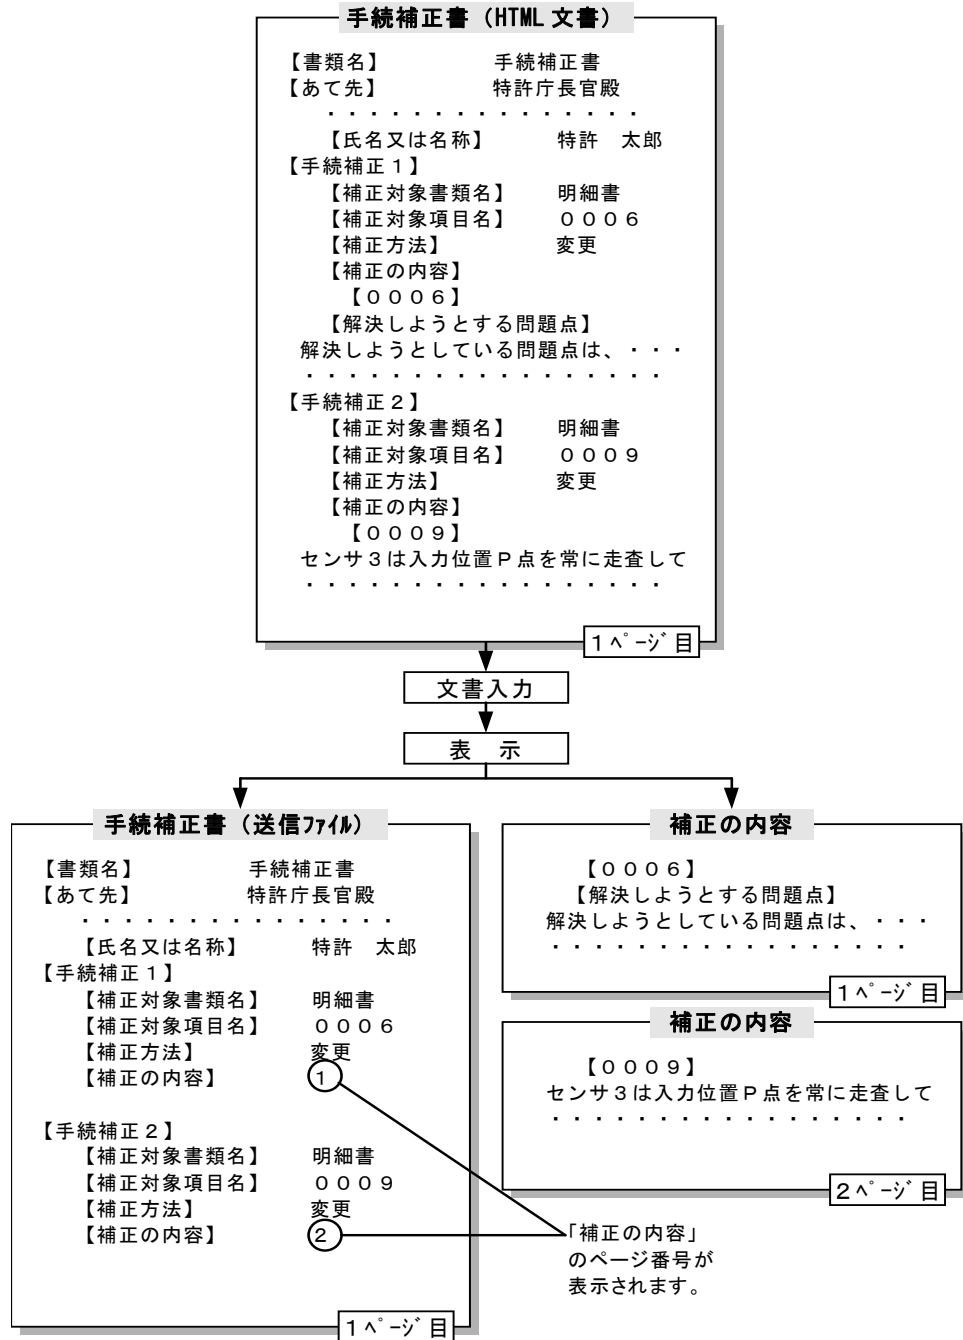 手続補正書（HTML文書）
【書類名】　　　　　手続補正書
【あて先】　　　　　特許庁長官殿
・・・・・・・・・・・・・・・
【氏名又は名称】　　　特許　太郎
【手続補正１】
【補正対象書類名】　　明細書
【補正対象項目名】　　０００６
【補正方法】　　　　　変更
【補正の内容】
【０００６】
【解決しようとする問題点】
解決しようとしている問題点は、・・・
・・・・・・・・・・・・・・・・・
【手続補正２】
【補正対象書類名】　　明細書
【補正対象項目名】　　０００９
【補正方法】　　　　　変更
【補正の内容】
【０００９】
センサ３は入力位置Ｐ点を常に走査して
・・・・・・・・・・・・・・・・・
１ﾍﾟｰｼﾞ目
文書入力
表　示
手続補正書（送信ﾌｧｲﾙ）
【書類名】　　　　　手続補正書
【あて先】　　　　　特許庁長官殿
・・・・・・・・・・・・・・・
【氏名又は名称】　　　特許　太郎
【手続補正１】
【補正対象書類名】　　明細書
【補正対象項目名】　　０００６
【補正方法】　　　　　変更
【補正の内容】　　　　1
【手続補正２】
【補正対象書類名】　　明細書
【補正対象項目名】　　０００９
【補正方法】　　　　　変更
【補正の内容】　　　　2
１ﾍﾟｰｼﾞ目
補正の内容
【０００６】
【解決しようとする問題点】
解決しようとしている問題点は、・・・
・・・・・・・・・・・・・・・・・
１ﾍﾟｰｼﾞ目
補正の内容
【０００９】
センサ３は入力位置Ｐ点を常に走査して
・・・・・・・・・・・・・・・・・
２ﾍﾟｰｼﾞ目
「補正の内容」
のページ番号が
表示されます。